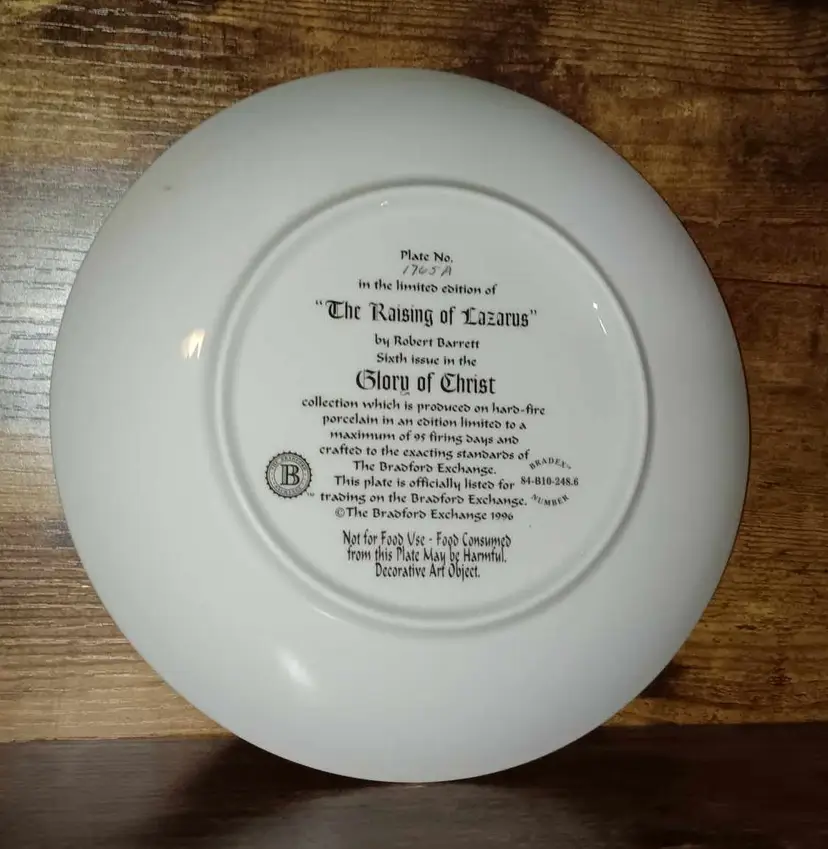 Plate No.
1765A
in the limited edition of
"The Raising of Lazarus"
by Robert Barrett
Sixth issue in the
Glory of Christ
collection which is produced on hard-fire
porcelain in an edition limited to a
maximum of 95 firing days and
crafted to the exacting standards of
The Bradford Exchange.
This plate is officially listed for
trading on the Bradford Exchange.
©The Bradford Exchange 1996
B
™
BRADEX™
84-B10-248.6
NUMBER
Not for Food Use - Food Consumed
from this Plate May be Harmful.
Decorative Art Object.